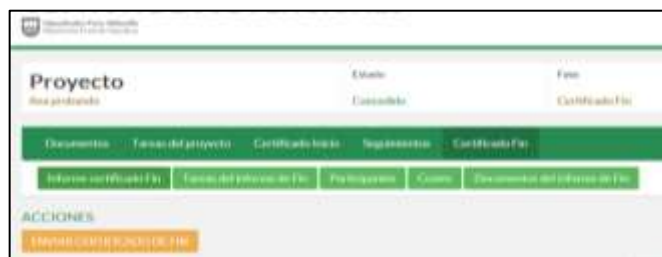 Proyecto
Estado
Fase
Concedido
Certificado Fin
Documentos
Tareas del proyecto
Certificado Inicio
Seguimientos
Certificado Fin
Informe certificado Fin
Tareas del informe de Fin
Participantes
Costes
Documentos del informe de Fin
ACCIONES
ENVIAR CERTIFICADO DE FIN